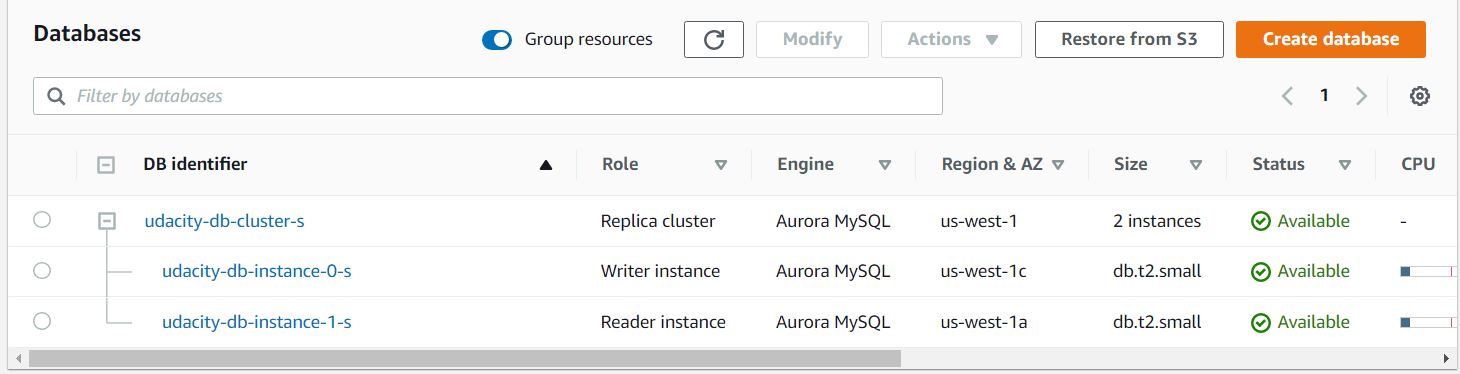 Databases
Group resources
Modify
Actions
Restore from S3
Create database
Filter by databases
1
DB identifier Role Engine Region & AZ Size Status CPU
udacity-db-cluster-s Replica cluster Aurora MySQL us-west-1 2 instances Available -
udacity-db-instance-0-s Writer instance Aurora MySQL us-west-1c db.t2.small Available
udacity-db-instance-1-s Reader instance Aurora MySQL us-west-1a db.t2.small Available